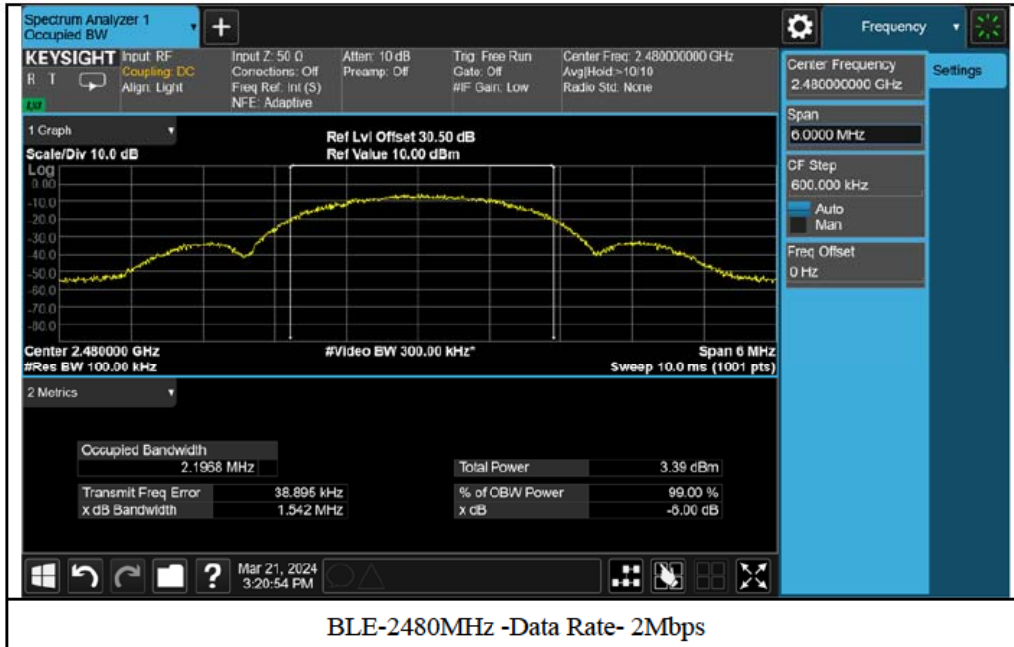 Spectrum Analyzer 1
Occupied BW
Frequency
KEYSIGHT
R T
LXI
Input: RF
Coupling: DC
Align: Light
Input Z: 50 Ω
Corrections: Off
Freq Ref: Int (S)
NFE: Adaptive
Atten: 10 dB
Preamp: Off
Trig: Free Run
Gate: Off
#IF Gain: Low
Center Freq: 2.480000000 GHz
Avg|Hold:>10/10
Radio Std: None
Center Frequency
2.480000000 GHz
Settings
Span
6.0000 MHz
CF Step
600.000 kHz
Auto
Man
Freq Offset
0 Hz
1 Graph
Scale/Div 10.0 dB
Ref Lvl Offset 30.50 dB
Ref Value 10.00 dBm
Log
0.00
-10.0
-20.0
-30.0
-40.0
-50.0
-60.0
-70.0
-80.0
Center 2.480000 GHz
#Res BW 100.00 kHz
#Video BW 300.00 kHz*
Span 6 MHz
Sweep 10.0 ms (1001 pts)
2 Metrics
Occupied Bandwidth
2.1968 MHz
Total Power 3.39 dBm
Transmit Freq Error 38.895 kHz
% of OBW Power 99.00 %
x dB Bandwidth 1.542 MHz
x dB -6.00 dB
?
Mar 21, 2024
3:20:54 PM
BLE-2480MHz -Data Rate- 2Mbps